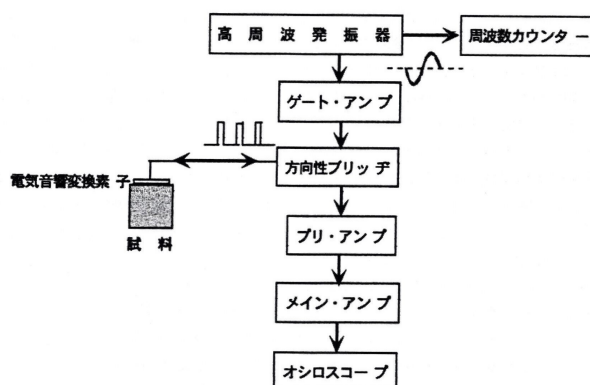 高周波発振器
周波数カウンター
ゲート・アンプ
方向性ブリッヂ
電気音響変換素子
試料
プリ・アンプ
メイン・アンプ
オシロスコープ